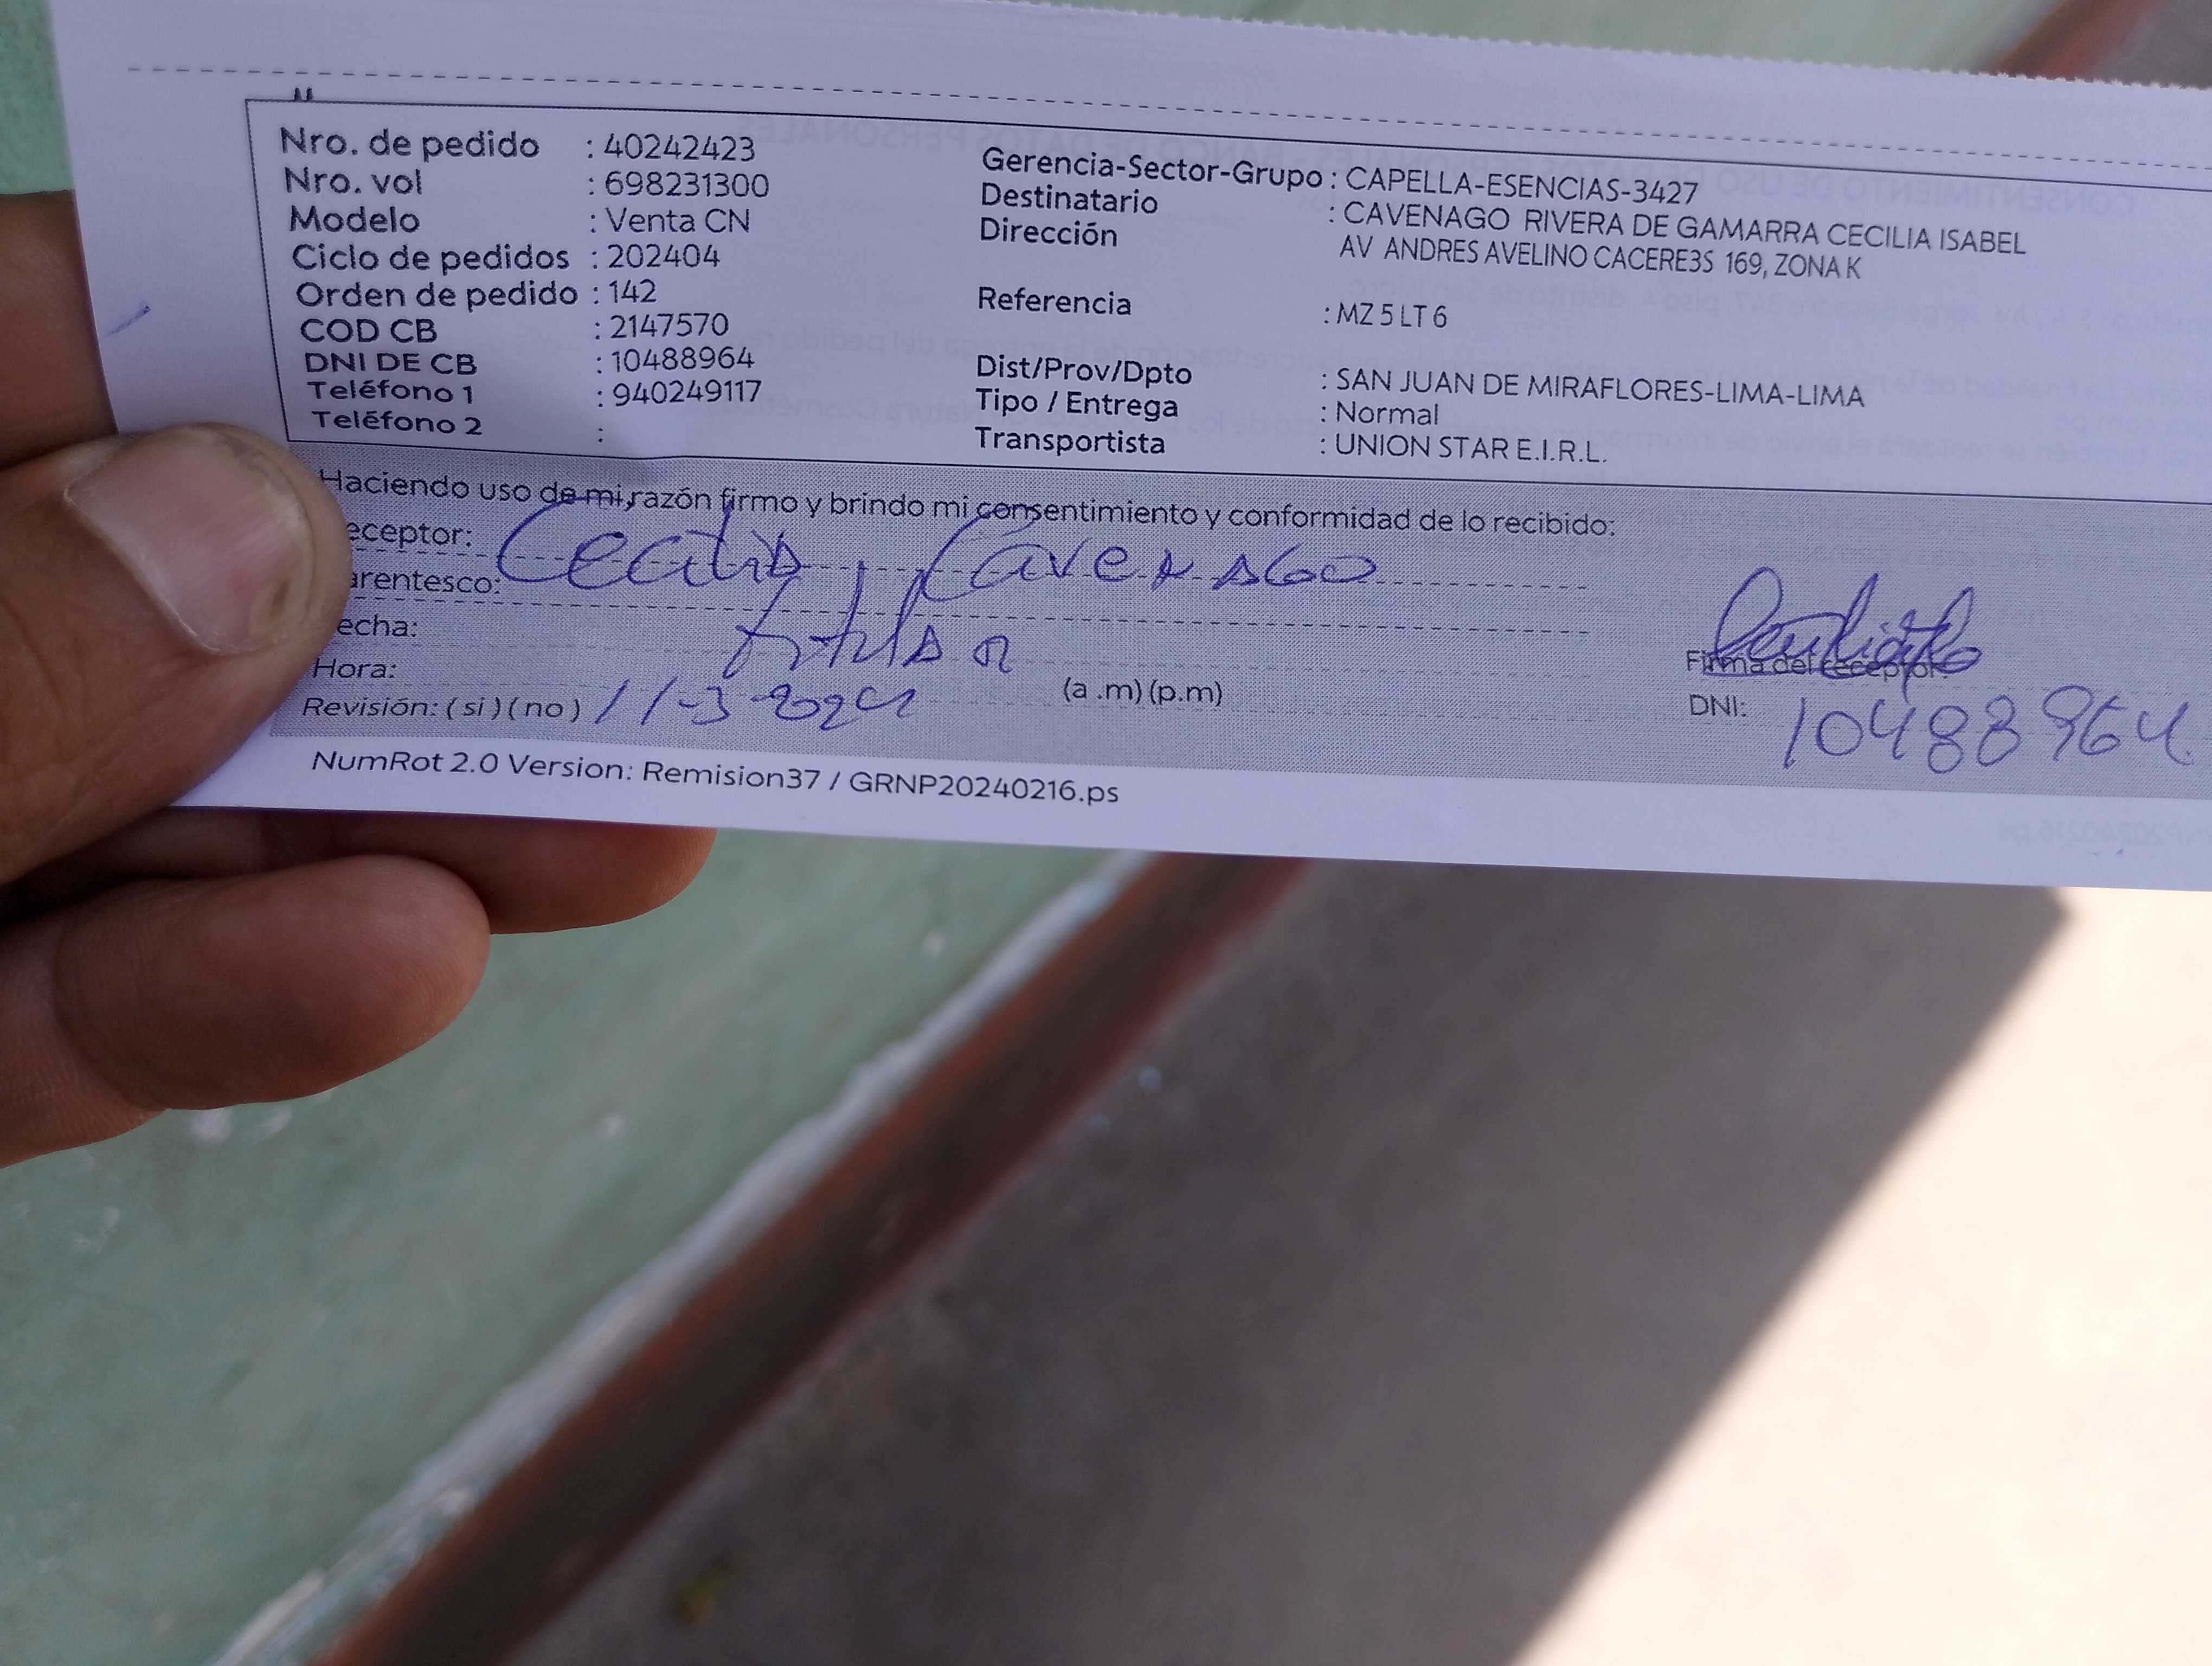 Nro. de pedido : 40242423
Nro. vol : 698231300
Modelo : Venta CN
Ciclo de pedidos : 202404
Orden de pedido : 142
COD CB : 2147570
DNI DE CB : 10488964
Teléfono 1 : 940249117
Teléfono 2 :
Gerencia-Sector-Grupo : CAPELLA-ESENCIAS-3427
Destinatario : CAVENAGO RIVERA DE GAMARRA CECILIA ISABEL
Dirección AV ANDRES AVELINO CACERE3S 169, ZONA K
Referencia : MZ 5 LT 6
Dist/Prov/Dpto : SAN JUAN DE MIRAFLORES-LIMA-LIMA
Tipo / Entrega : Normal
Transportista : UNION STAR E.I.R.L.
Haciendo uso de mi razón firmo y brindo mi consentimiento y conformidad de lo recibido:
eceptor: Cecilia Cavenago
arentesco: titular
echa:
Hora: (a .m) (p.m)
Revisión: ( si ) ( no ) 11-3-2024
Firma del receptor:
DNI: 10488964
NumRot 2.0 Version: Remision37 / GRNP20240216.ps